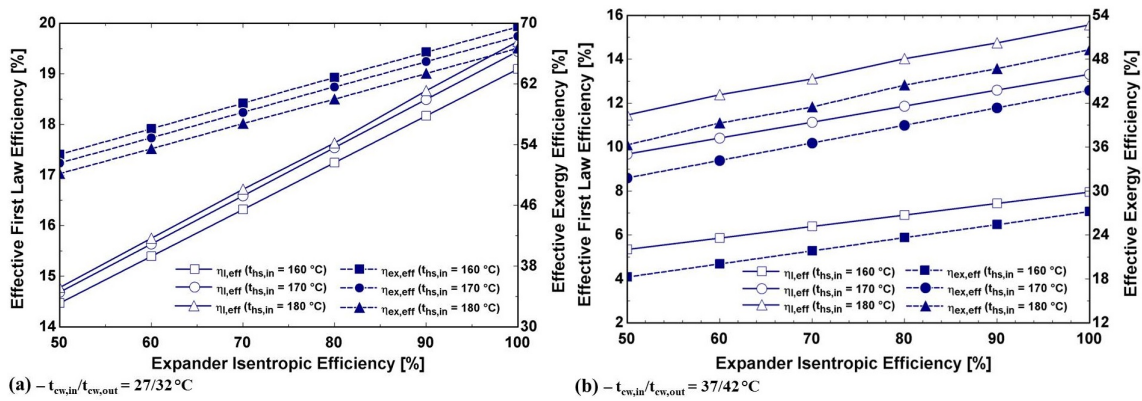 20
19
18
17
16
15
14
70
62
54
46
38
30
50 60 70 80 90 100
Effective First Law Efficiency [%]
Effective Exergy Efficiency [%]
Expander Isentropic Efficiency [%]
ηI,eff (ths,in = 160 °C) ηex,eff (ths,in = 160 °C)
ηI,eff (ths,in = 170 °C) ηex,eff (ths,in = 170 °C)
ηI,eff (ths,in = 180 °C) ηex,eff (ths,in = 180 °C)
(a) – tcw,in/tcw,out = 27/32 °C
16
14
12
10
8
6
4
2
54
48
42
36
30
24
18
12
50 60 70 80 90 100
Effective First Law Efficiency [%]
Effective Exergy Efficiency [%]
Expander Isentropic Efficiency [%]
ηI,eff (ths,in = 160 °C) ηex,eff (ths,in = 160 °C)
ηI,eff (ths,in = 170 °C) ηex,eff (ths,in = 170 °C)
ηI,eff (ths,in = 180 °C) ηex,eff (ths,in = 180 °C)
(b) – tcw,in/tcw,out = 37/42 °C